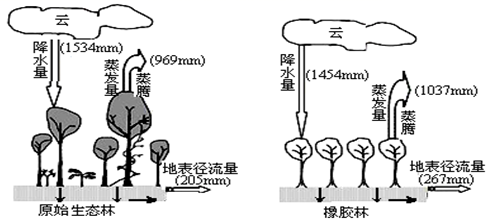 云
降水量
(1534mm)
蒸发量
蒸腾
(969mm)
地表径流量
(205mm)
原始生态林
云
降水量
(1454mm)
蒸发量
蒸腾
(1037mm)
地表径流量
(267mm)
橡胶林